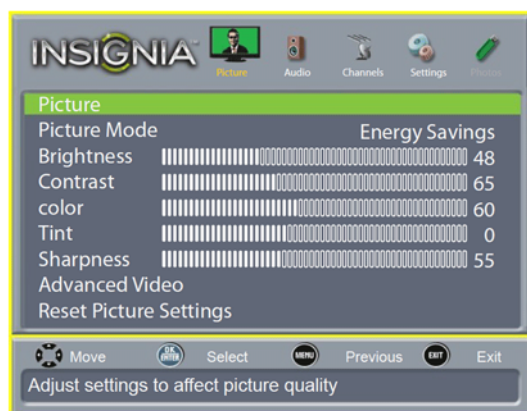 INSIGNIA
Picture Audio Channels Settings Photos
Picture
Picture Mode Energy Savings
Brightness 48
Contrast 65
color 60
Tint 0
Sharpness 55
Advanced Video
Reset Picture Settings
Move OK ENTER Select MENU Previous EXIT Exit
Adjust settings to affect picture quality